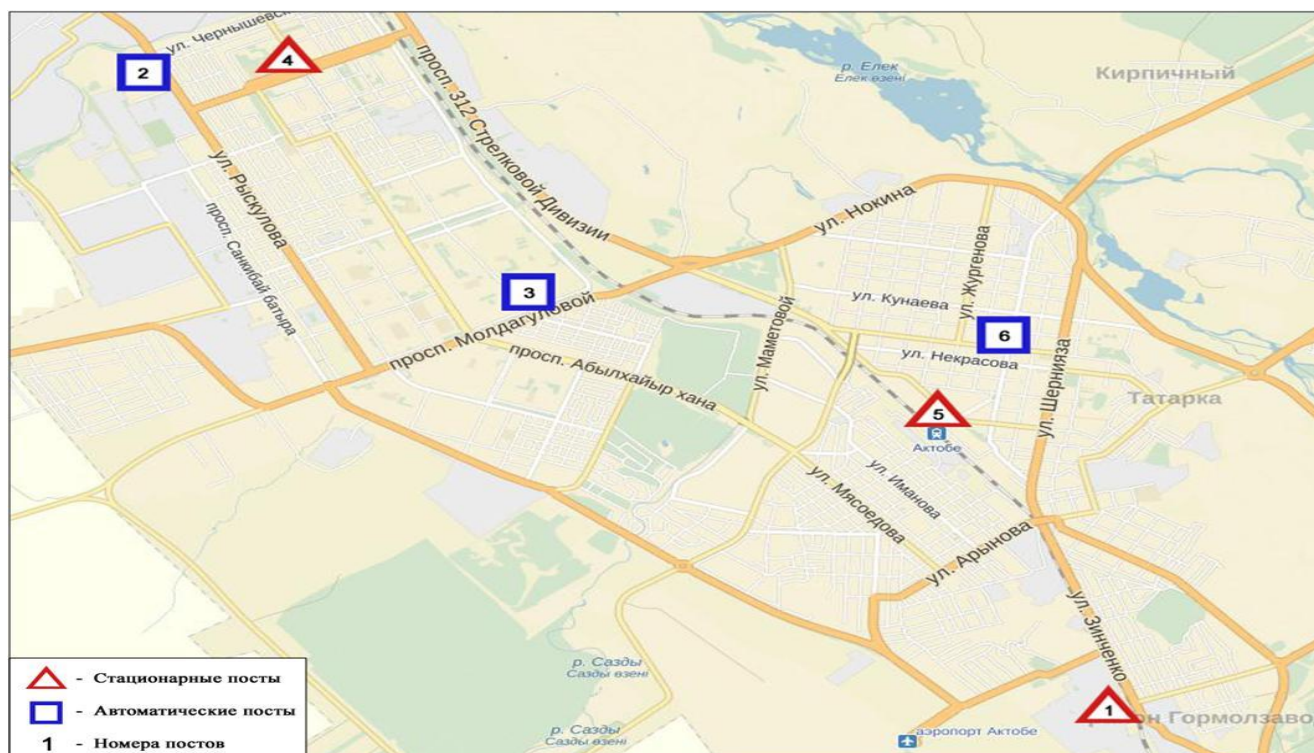 ул. Чернышевс
4
2
просп. 312 Стрелковой Дивизии
р. Елек
Елек өзені
Кирпичный
ул. Рыскулова
просп. Санкибай батыра
ул. Нокина
ул. Жургенова
3
ул. Кунаева
6
просп. Молдагуловой
ул. Маметовой
ул. Некрасова
просп. Абылхайыр хана
ул. Шернияза
Татарка
5
Актобе
ул. Иманова
ул. Мясоедова
ул. Арынова
ул. Зинченко
р. Сазды
Сазды өзені
1
он Гормолзаво
р. Сазды
Сазды өзені
аэропорт Актобе
- Стационарные посты
- Автоматические посты
1 - Номера постов